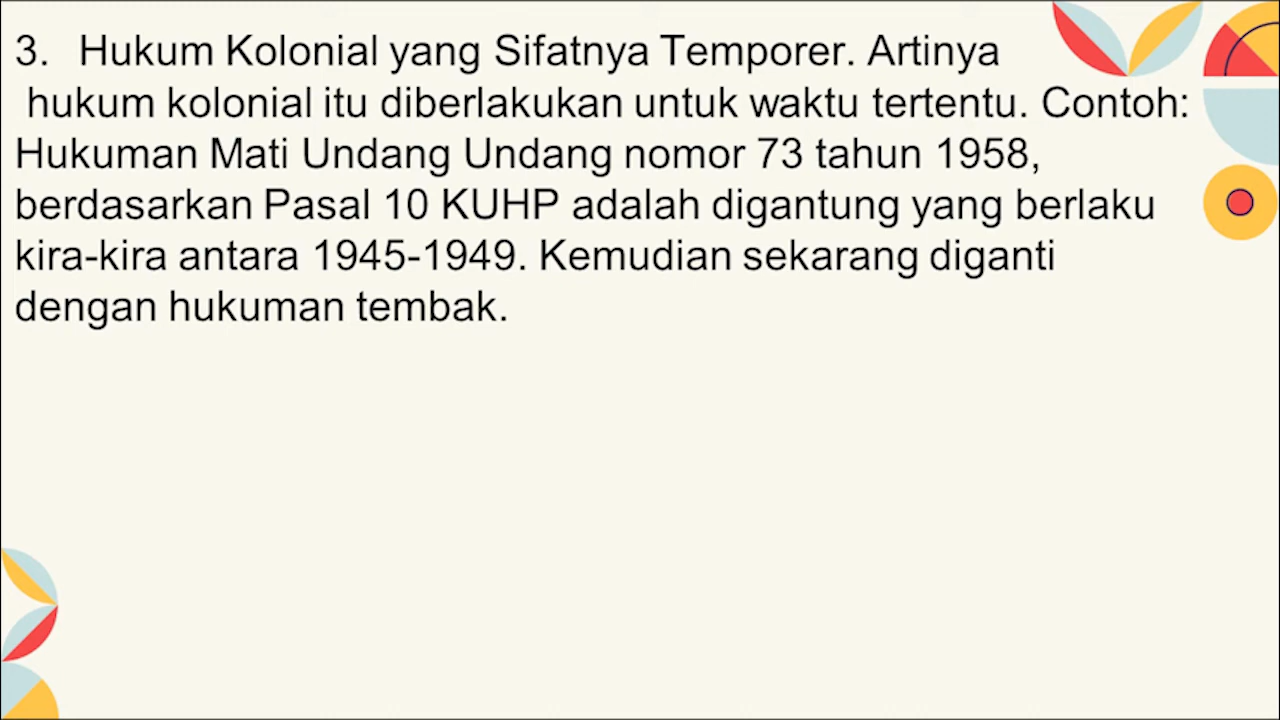 3. Hukum Kolonial yang Sifatnya Temporer. Artinya
hukum kolonial itu diberlakukan untuk waktu tertentu. Contoh:
Hukuman Mati Undang Undang nomor 73 tahun 1958,
berdasarkan Pasal 10 KUHP adalah digantung yang berlaku
kira-kira antara 1945-1949. Kemudian sekarang diganti
dengan hukuman tembak.